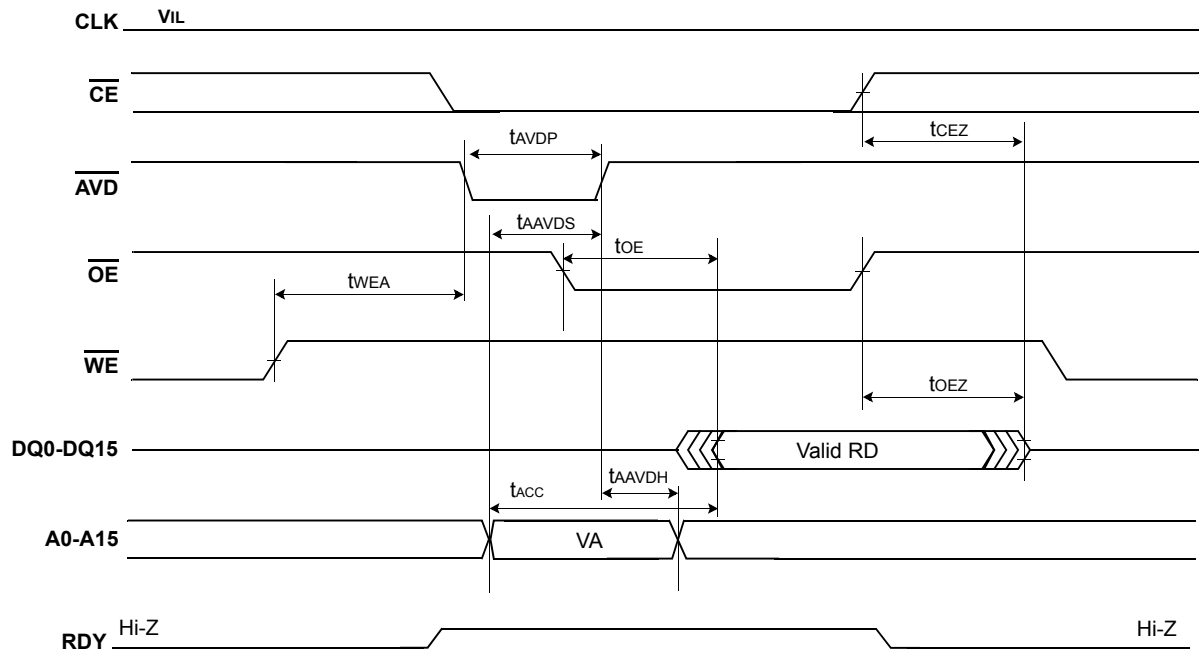 CLK VIL
CE
tCEZ
tAVDP
AVD
tAAVDS
tOE
OE
tWEA
WE
tOEZ
DQ0-DQ15 Valid RD
tAAVDH
tACC
A0-A15 VA
Hi-Z Hi-Z
RDY